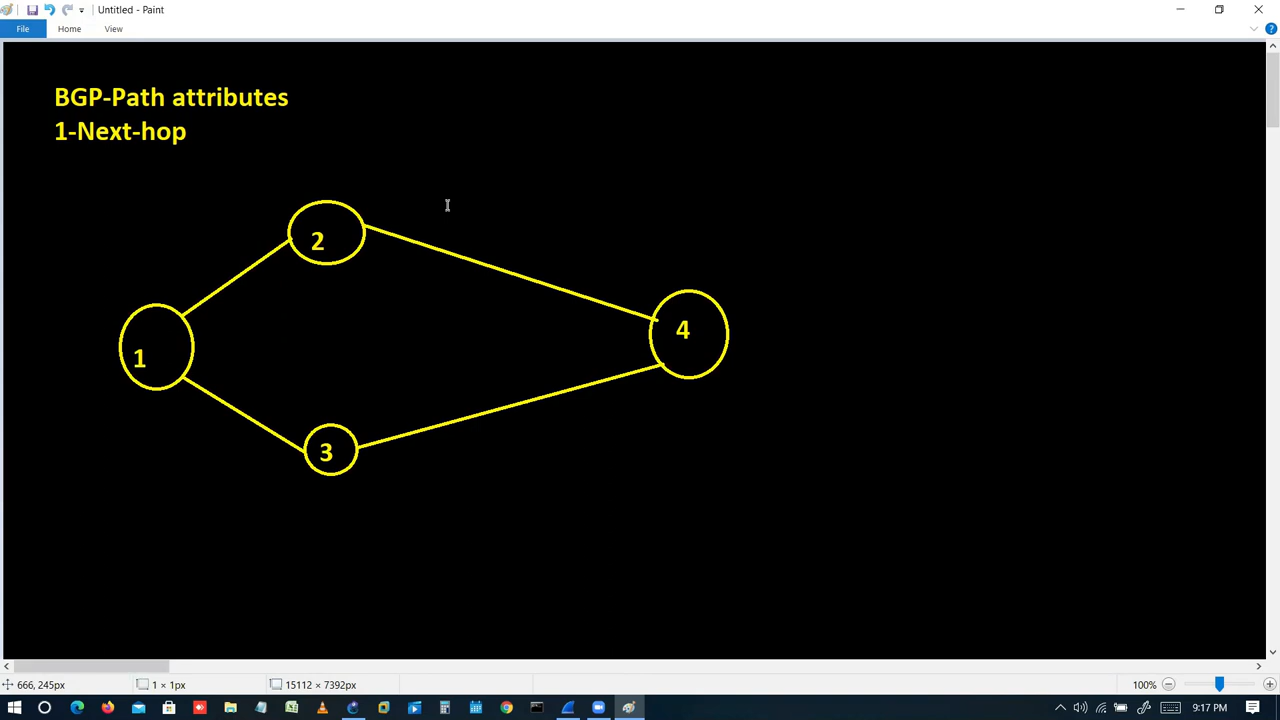 Untitled - Paint
File Home View
BGP-Path attributes
1-Next-hop
2
4
1
3
666, 245px
1 × 1px
15112 × 7392px
100%
9:17 PM